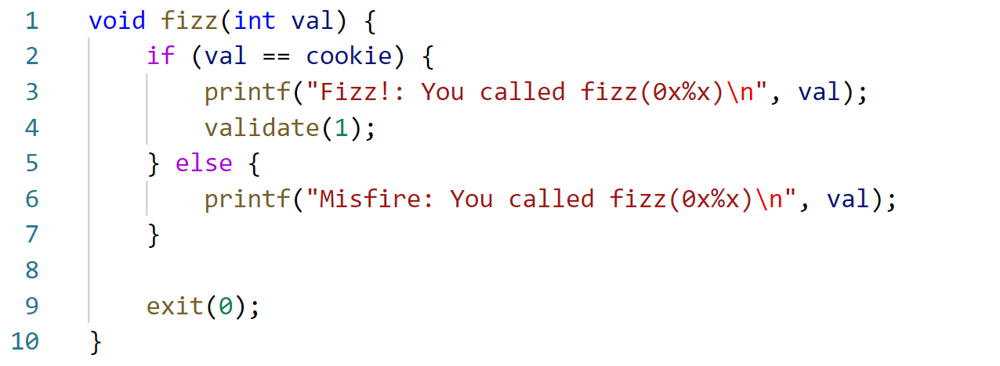 1 void fizz(int val) {
2 if (val == cookie) {
3 printf("Fizz!: You called fizz(0x%x)\n", val);
4 validate(1);
5 } else {
6 printf("Misfire: You called fizz(0x%x)\n", val);
7 }
8
9 exit(0);
10 }